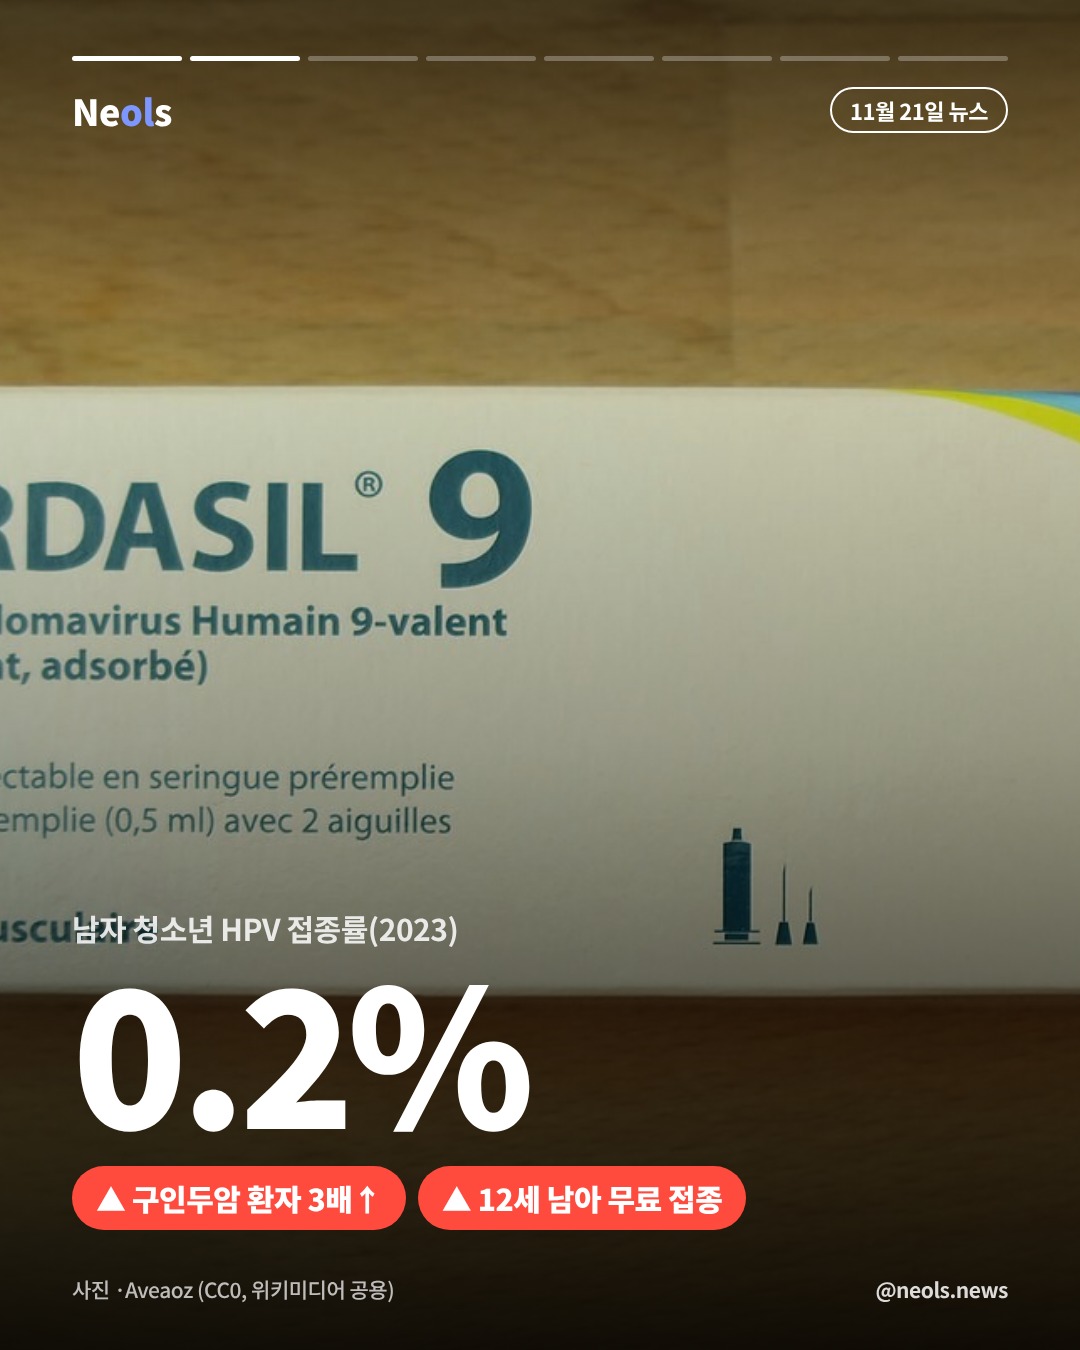 Neols
11월 21일 뉴스
RDASIL® 9
lomavirus Humain 9-valent
nt, adsorbé)
ectable en seringue préremplie
emplie (0,5 ml) avec 2 aiguilles
남자 청소년 HPV 접종률(2023)
0.2%
▲ 구인두암 환자 3배↑ ▲ 12세 남아 무료 접종
사진 · Aveaoz (CC0, 위키미디어 공용)
@neols.news